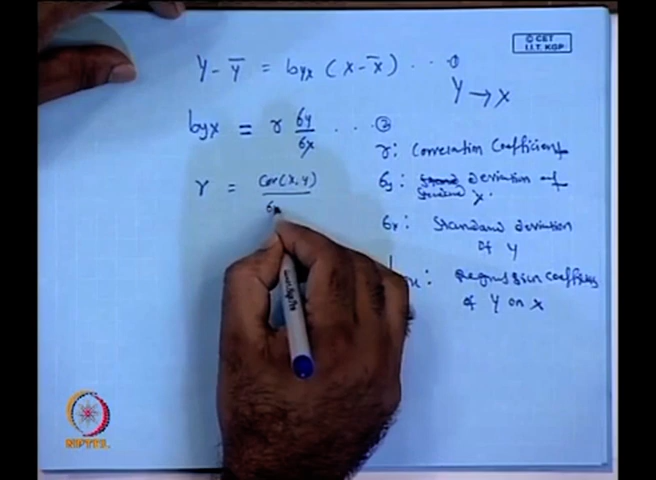 © CET
I.I.T. KGP
Y - ȳ = byx (x - x̄) ... ①
Y → X
byx = r σy/σx ... ②
r: Correlation Coefficient
r = Cov(x, y)/σ
σy: Standard deviation of x.
σx: Standard deviation of y
: Regression coefficient of Y on X
NPTEL